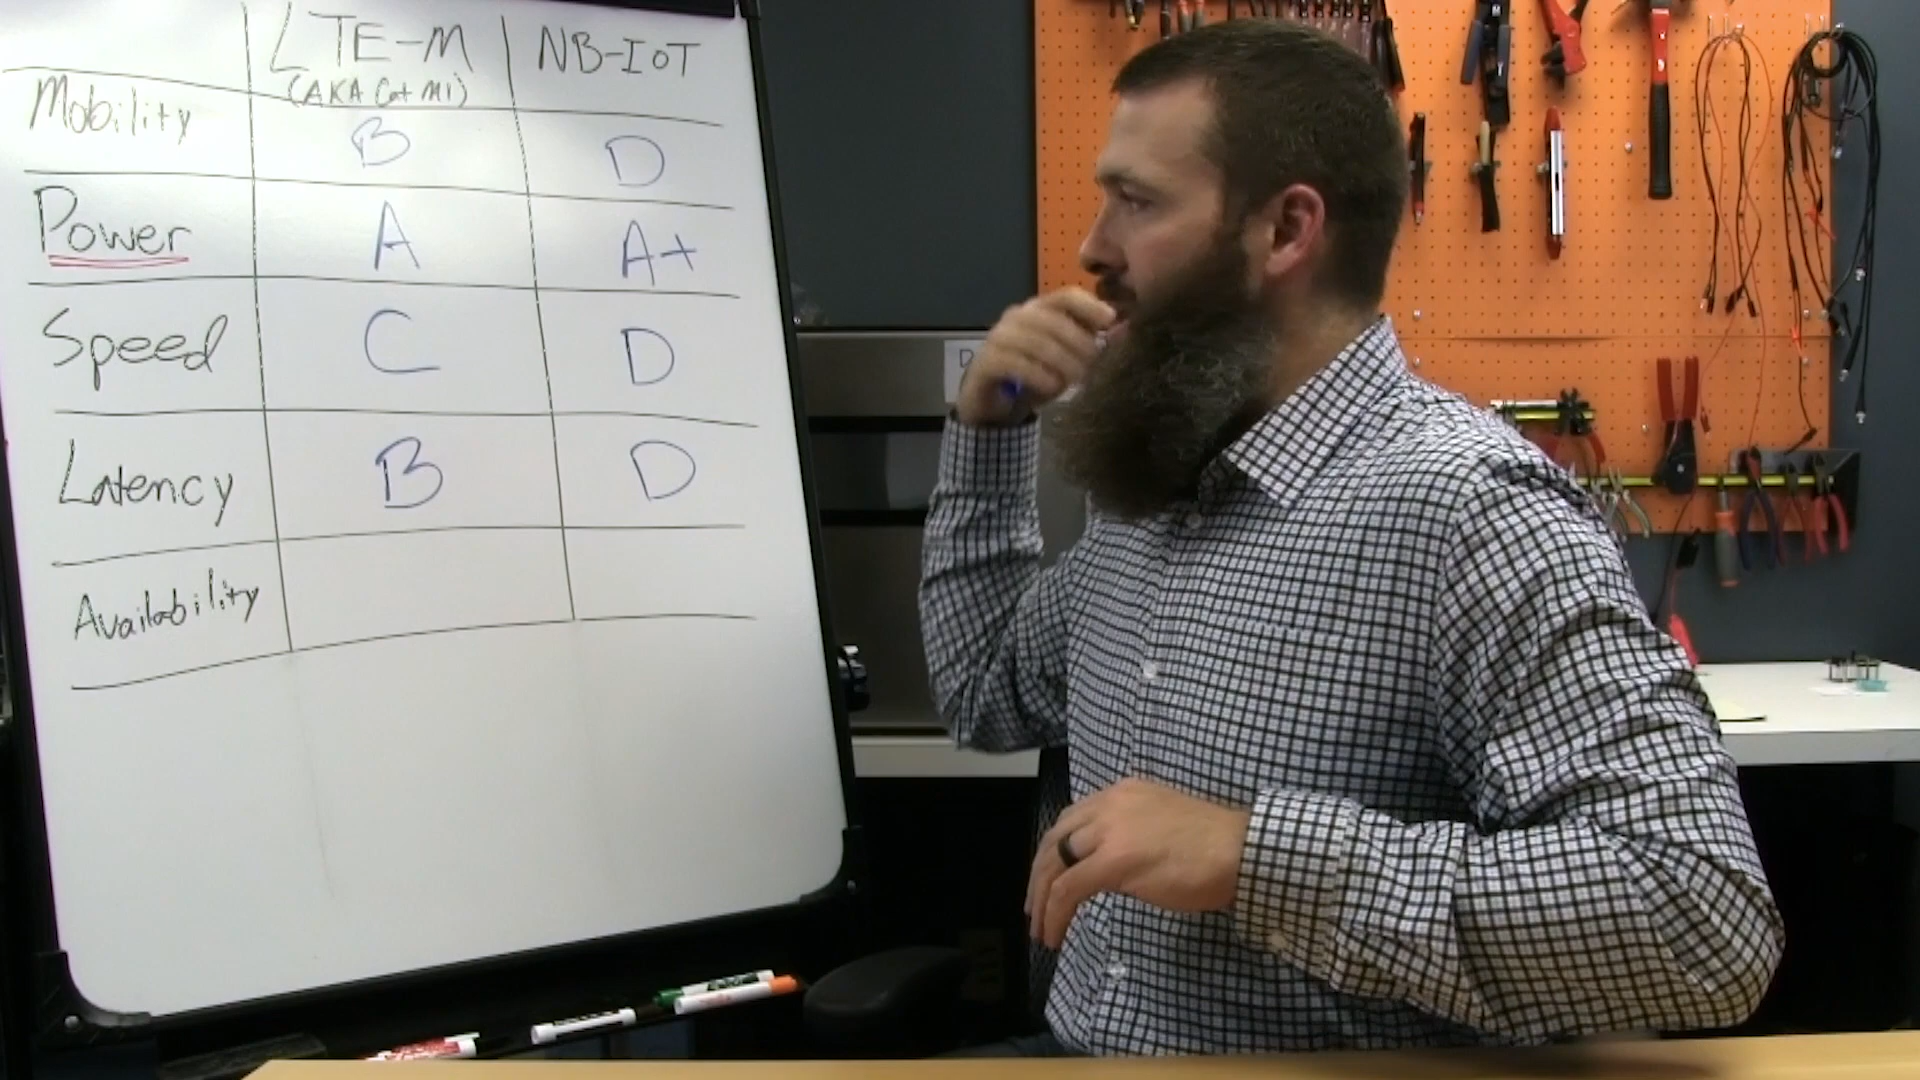 LTE-M NB-IoT
(AKA Cat M1)
Mobility B D
Power A A+
Speed C D
Latency B D
Availability
D